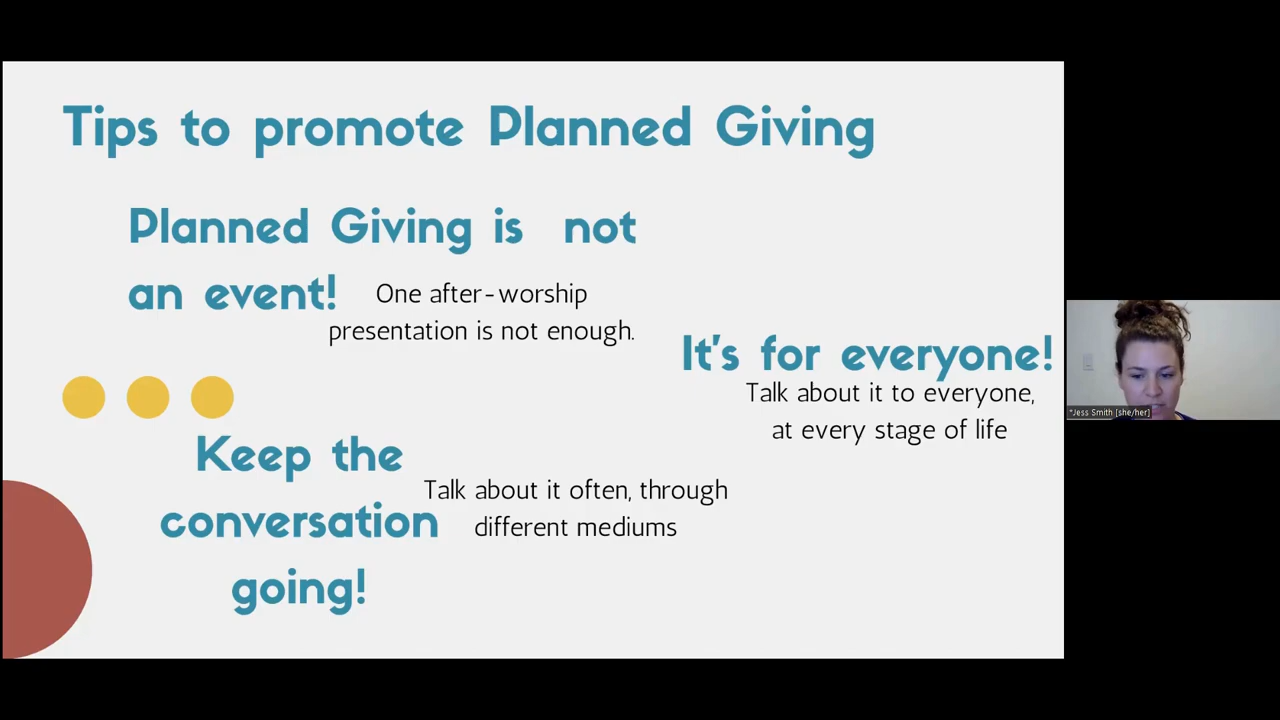 Tips to promote Planned Giving
Planned Giving is not
an event!
One after-worship
presentation is not enough.
It's for everyone!
Talk about it to everyone,
at every stage of life
Keep the
conversation
going!
Talk about it often, through
different mediums
*Jess Smith [she/her]